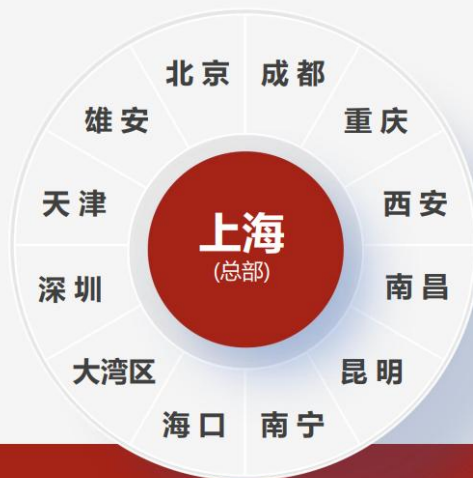 北京 成都
雄安 重庆
天津 西安
上海
(总部)
深圳 南昌
大湾区 昆明
海口 南宁